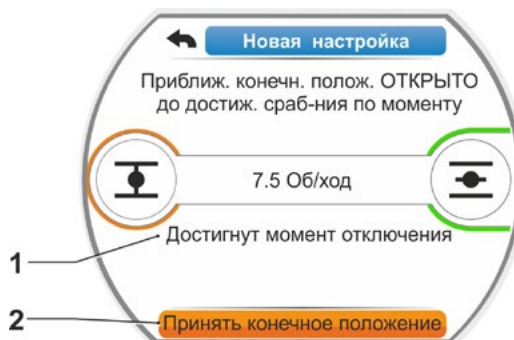 Новая настройка
Приближ. конечн. полож. ОТКРЫТО
до достиж. сраб-ния по моменту
7.5 Об/ход
1
Достигнут момент отключения
2
Принять конечное положение